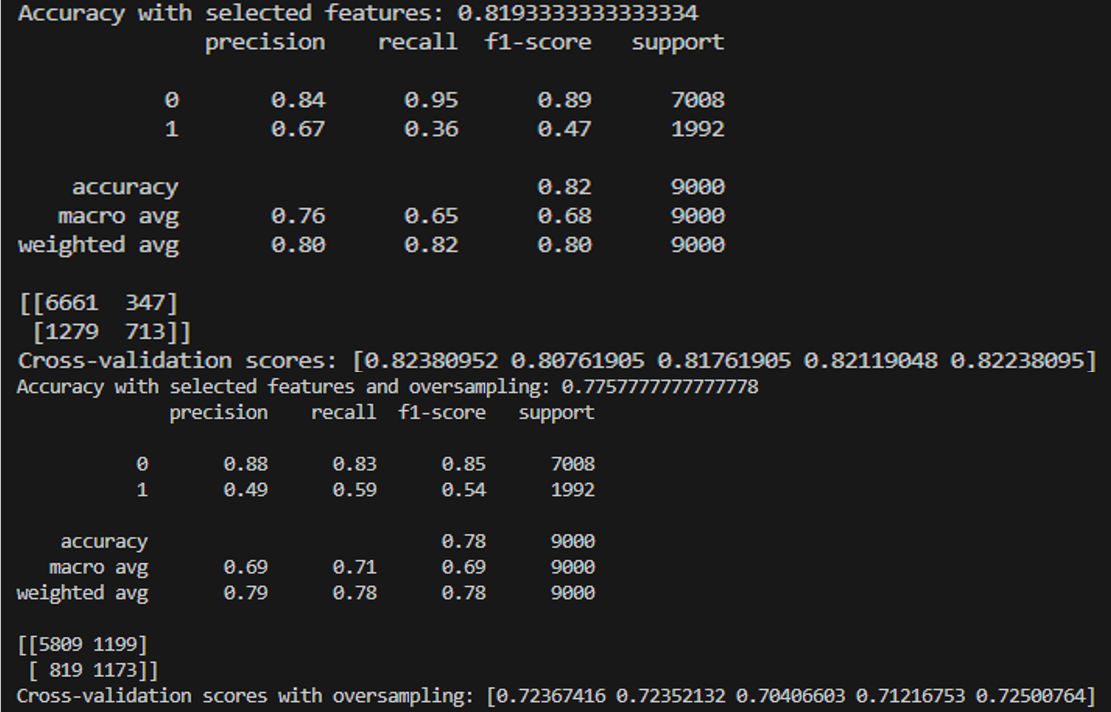 Accuracy with selected features: 0.8193333333333334
precision recall f1-score support
0 0.84 0.95 0.89 7008
1 0.67 0.36 0.47 1992
accuracy 0.82 9000
macro avg 0.76 0.65 0.68 9000
weighted avg 0.80 0.82 0.80 9000
[[6661 347]
[1279 713]]
Cross-validation scores: [0.82380952 0.80761905 0.81761905 0.82119048 0.82238095]
Accuracy with selected features and oversampling: 0.7757777777777778
precision recall f1-score support
0 0.88 0.83 0.85 7008
1 0.49 0.59 0.54 1992
accuracy 0.78 9000
macro avg 0.69 0.71 0.69 9000
weighted avg 0.79 0.78 0.78 9000
[[5809 1199]
[ 819 1173]]
Cross-validation scores with oversampling: [0.72367416 0.72352132 0.70406603 0.71216753 0.72500764]